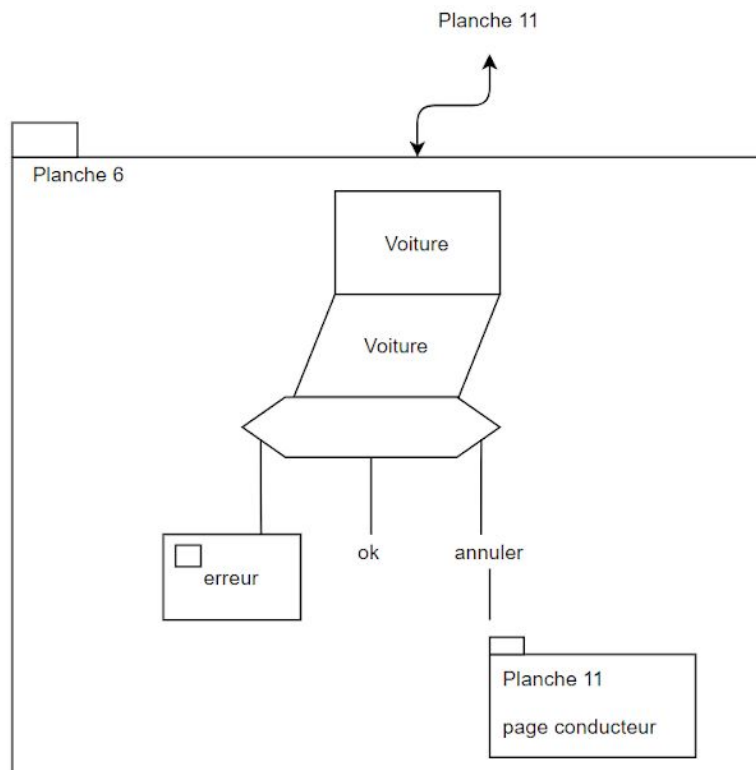 Planche 11
Planche 6
Voiture
Voiture
erreur
ok
annuler
Planche 11
page conducteur